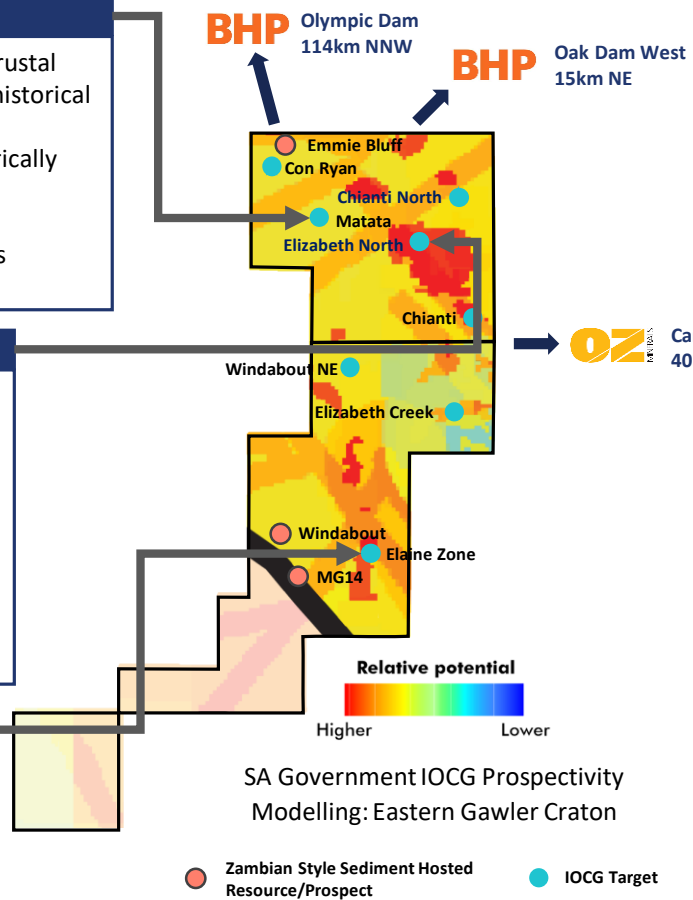 BHP
Olympic Dam
114km NNW
BHP
Oak Dam West
15km NE
rustal
historical
rically
s
Emmie Bluff
Con Ryan
Chianti North
Matata
Elizabeth North
Chianti
OZ
MINERALS
Ca
40
Windabout NE
Elizabeth Creek
Windabout
Elaine Zone
MG14
Relative potential
Higher
Lower
SA Government IOCG Prospectivity
Modelling: Eastern Gawler Craton
Zambian Style Sediment Hosted
Resource/Prospect
IOCG Target